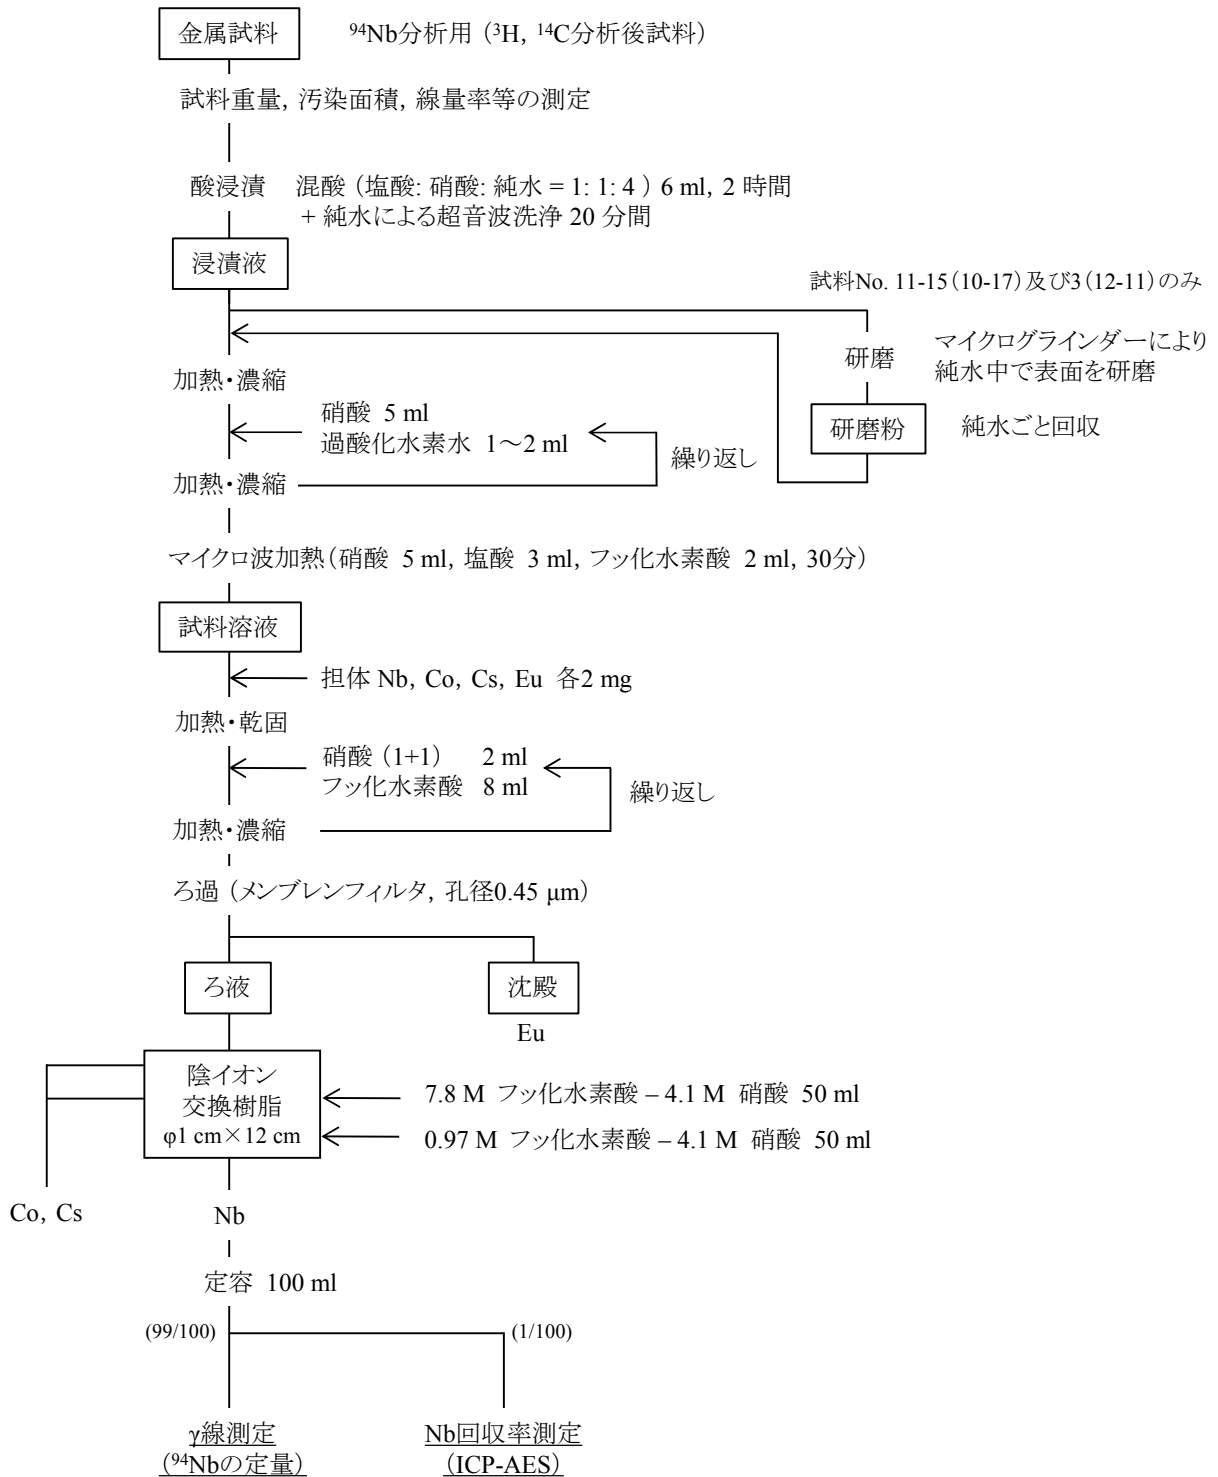 金属試料 ⁹⁴Nb分析用（³H, ¹⁴C分析後試料）
試料重量, 汚染面積, 線量率等の測定
酸浸漬 混酸（塩酸: 硝酸: 純水 = 1: 1: 4 ）6 ml, 2 時間
+ 純水による超音波洗浄 20 分間
浸漬液
試料No. 11-15（10-17）及び3（12-11）のみ
研磨
マイクログラインダーにより
純水中で表面を研磨
研磨粉 純水ごと回収
加熱・濃縮
硝酸 5 ml
過酸化水素水 1～2 ml
繰り返し
加熱・濃縮
マイクロ波加熱（硝酸 5 ml, 塩酸 3 ml, フッ化水素酸 2 ml, 30分）
試料溶液
担体 Nb, Co, Cs, Eu 各2 mg
加熱・乾固
硝酸（1+1） 2 ml
フッ化水素酸 8 ml
繰り返し
加熱・濃縮
ろ過（メンブレンフィルタ, 孔径0.45 μm）
ろ液
沈殿
Eu
陰イオン
交換樹脂
φ1 cm×12 cm
7.8 M フッ化水素酸 – 4.1 M 硝酸 50 ml
0.97 M フッ化水素酸 – 4.1 M 硝酸 50 ml
Co, Cs
Nb
定容 100 ml
(99/100)
(1/100)
γ線測定
（⁹⁴Nbの定量）
Nb回収率測定
（ICP-AES）